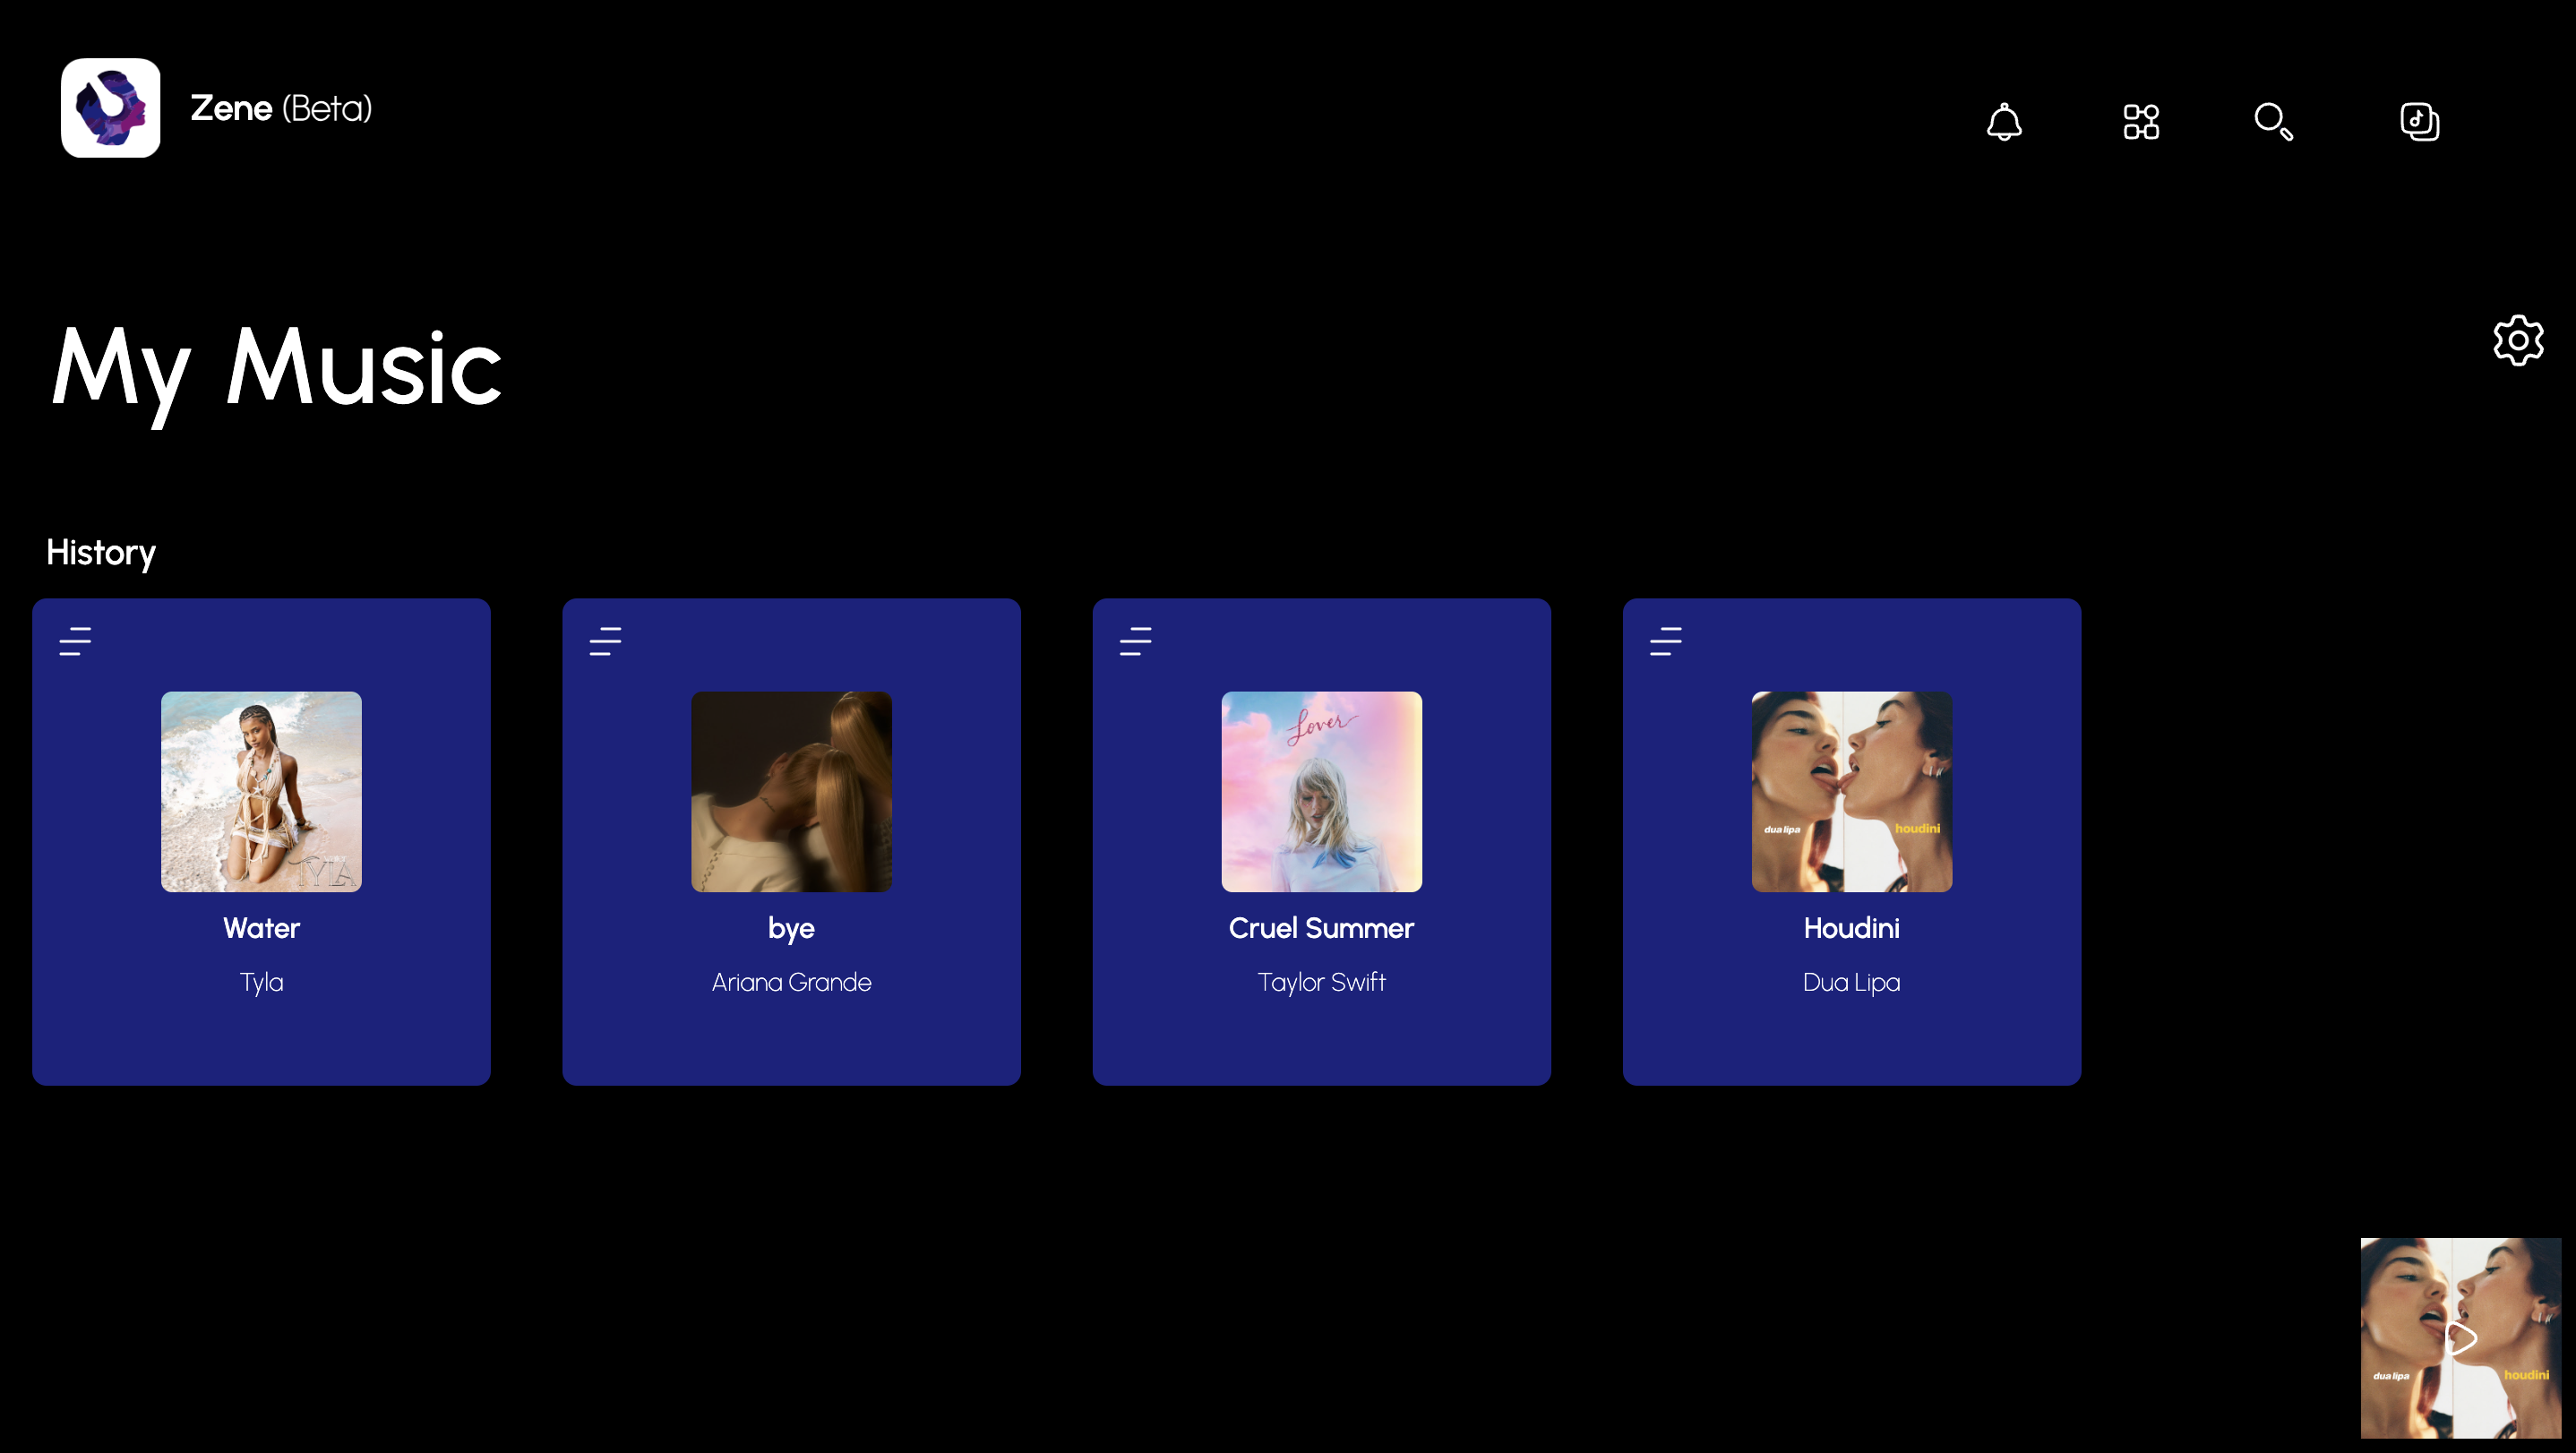 Zene (Beta)
My Music
History
Lover
TYLA
dua lipa
houdini
Water
bye
Cruel Summer
Houdini
Tyla
Ariana Grande
Taylor Swift
Dua Lipa
dua lipa
houdini